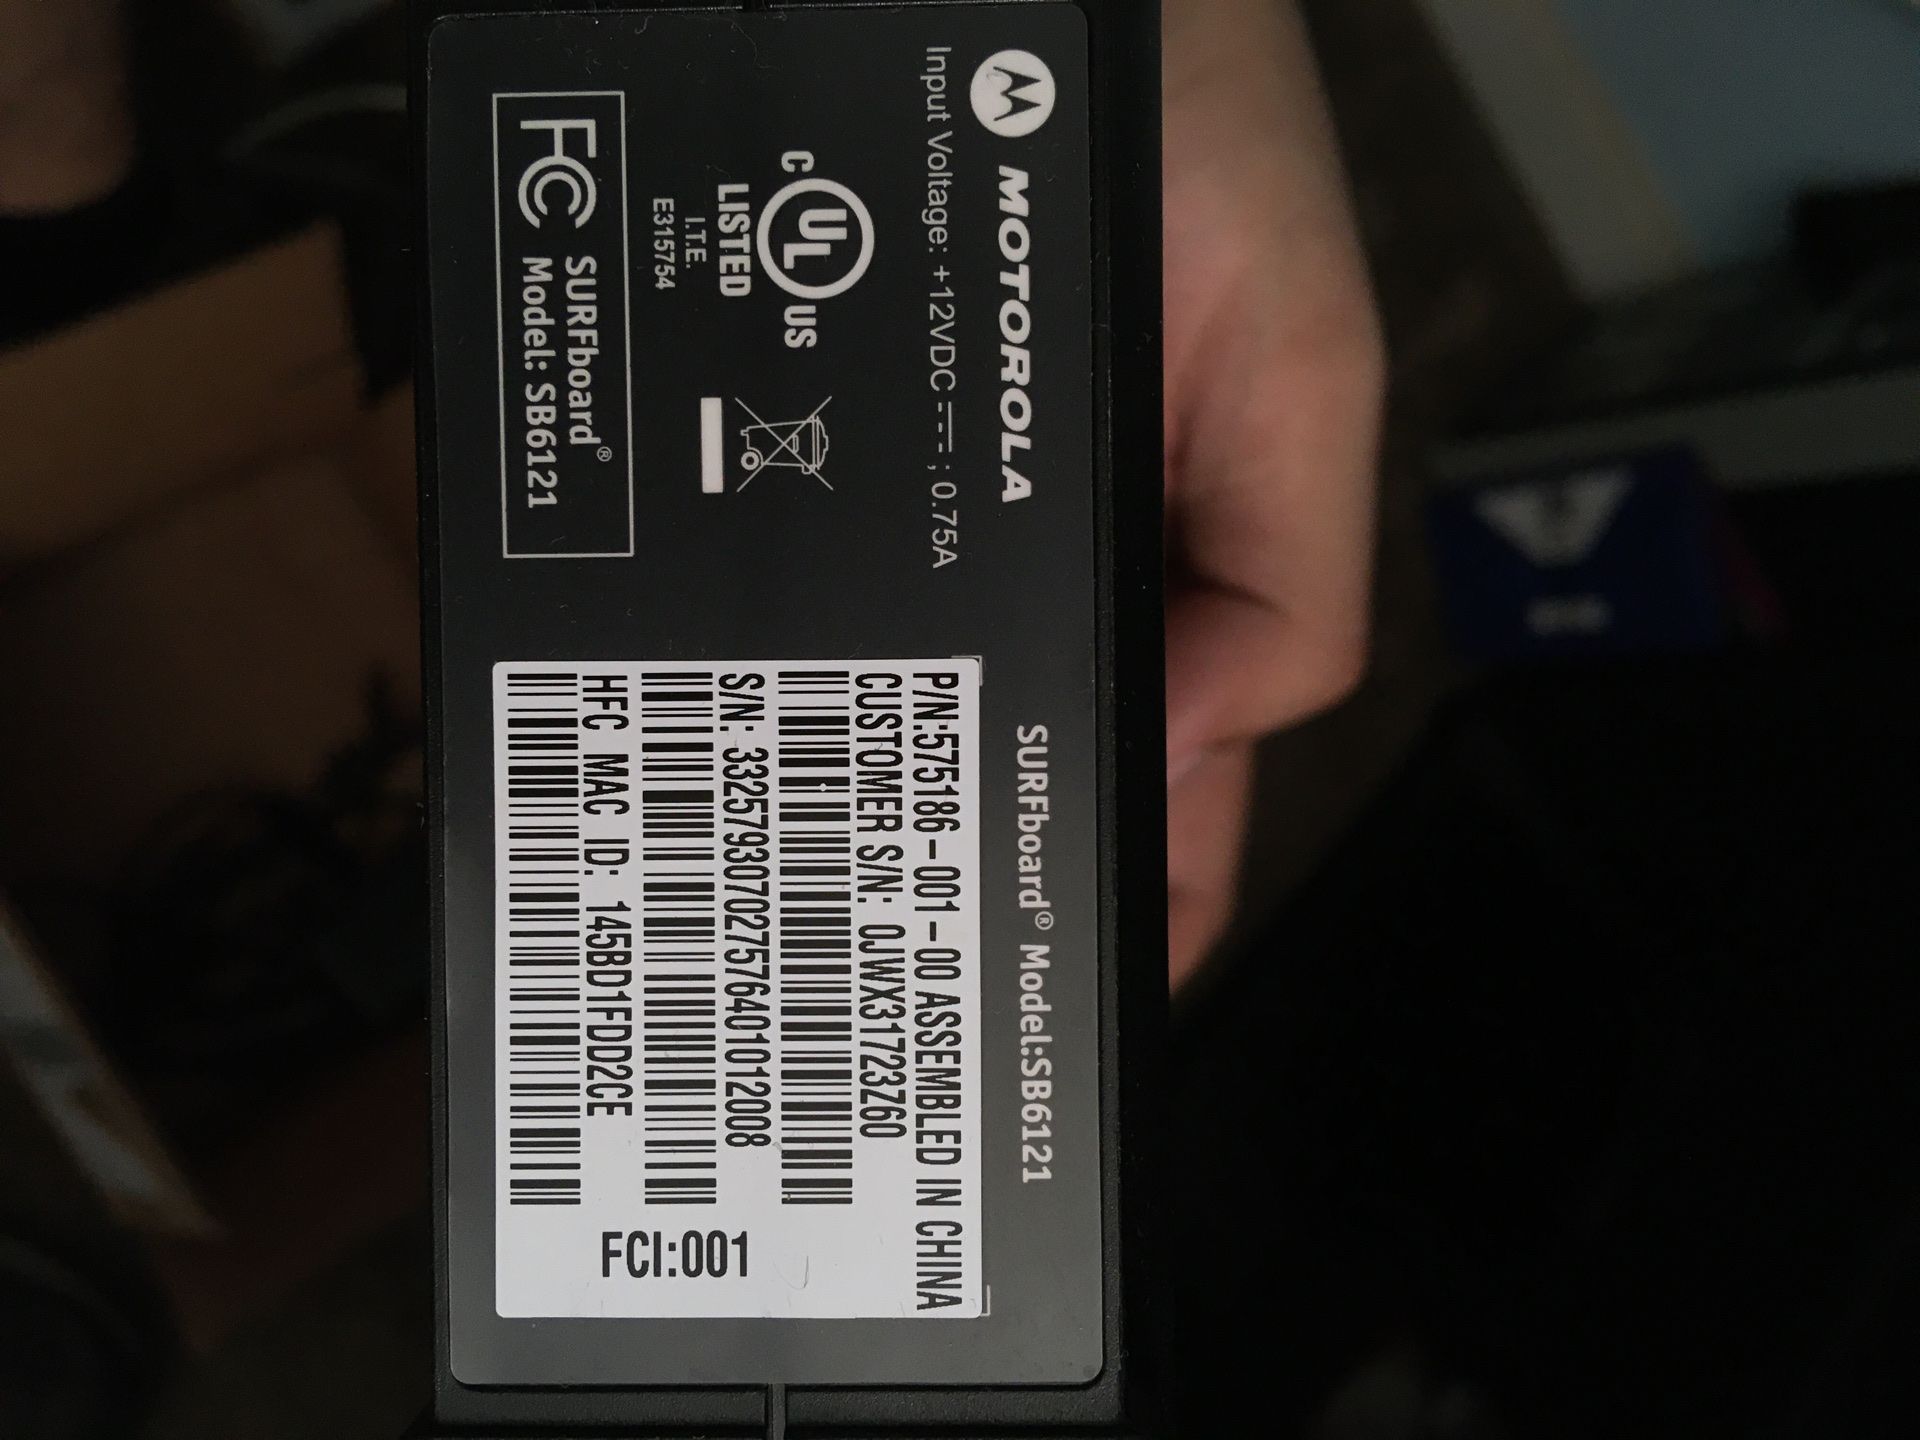 MOTOROLA
Input Voltage: +12VDC ⎓ ; 0.75A
C UL US
LISTED
I.T.E.
E315754
FC SURFboard®
Model: SB6121
SURFboard® Model:SB6121
P/N:575186-001-00 ASSEMBLED IN CHINA
CUSTOMER S/N: 0JWX31723760
S/N: 332579307027576401012008
HFC MAC ID: 145BD1FDD2CE
FCI:001